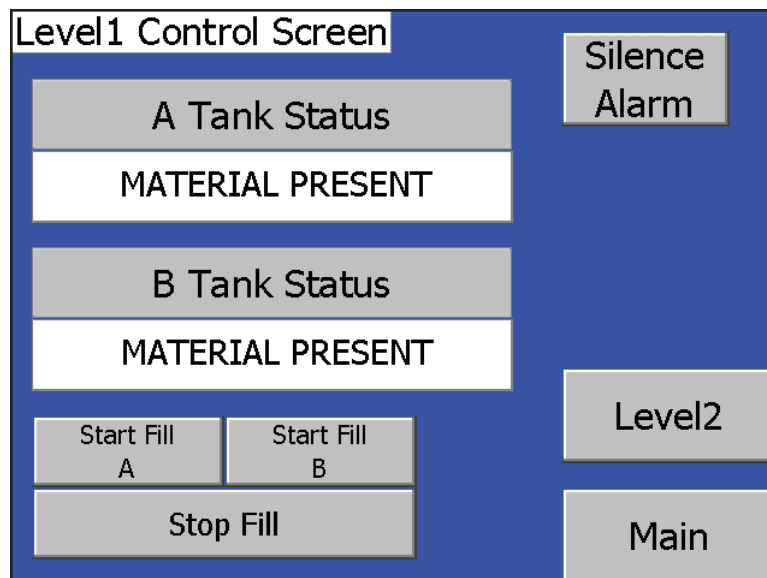 Level1 Control Screen
Silence
Alarm
A Tank Status
MATERIAL PRESENT
B Tank Status
MATERIAL PRESENT
Start Fill
A
Start Fill
B
Stop Fill
Level2
Main